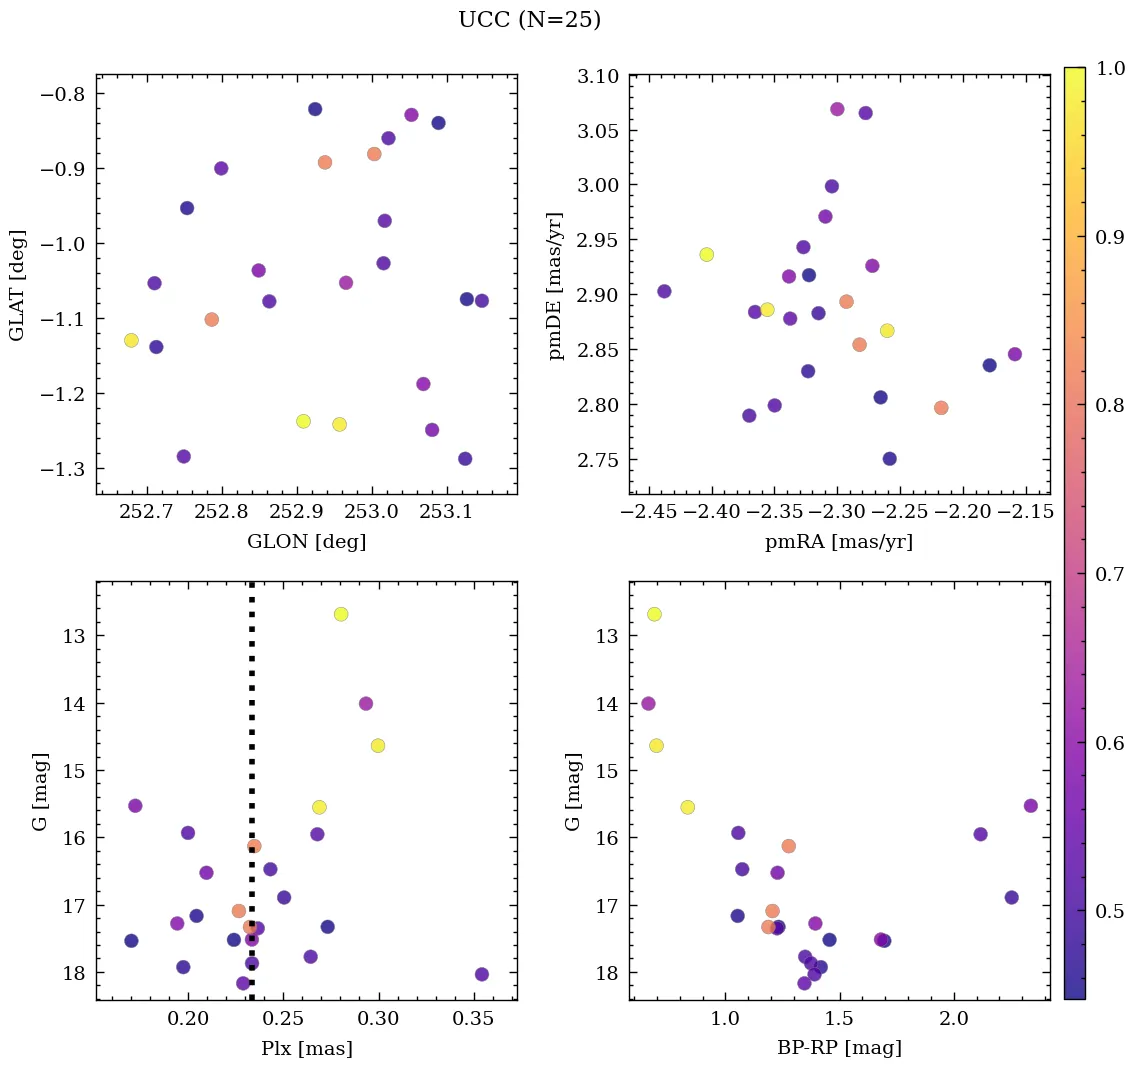 UCC (N=25)
−0.8
−0.9
−1.0
−1.1
−1.2
−1.3
GLAT [deg]
252.7 252.8 252.9 253.0 253.1
GLON [deg]
3.10
3.05
3.00
2.95
2.90
2.85
2.80
2.75
pmDE [mas/yr]
−2.45 −2.40 −2.35 −2.30 −2.25 −2.20 −2.15
pmRA [mas/yr]
13
14
15
16
17
18
G [mag]
0.20 0.25 0.30 0.35
Plx [mas]
13
14
15
16
17
18
G [mag]
1.0 1.5 2.0
BP-RP [mag]
1.0
0.9
0.8
0.7
0.6
0.5